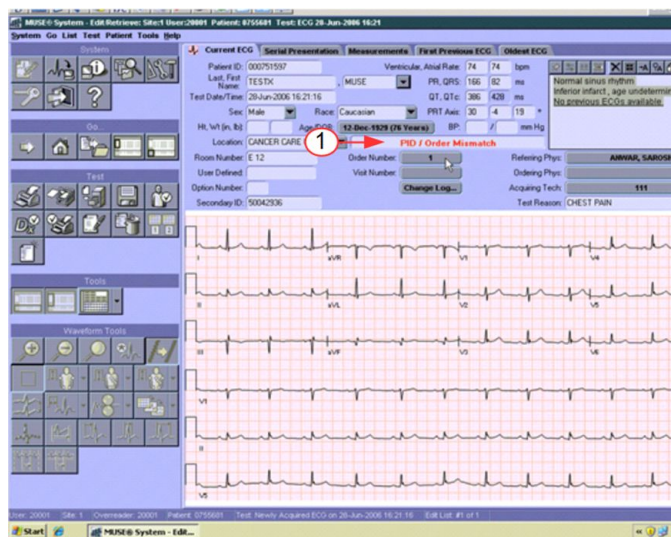 MUSE® System - Edit/Retrieve: Site:1 User:20001 Patient: 0755601 Test: ECG 28-Jun-2006 16:21
System Go List Test Patient Tools Help
System
Go...
Test
Tools
Waveform Tools
Current ECG Serial Presentation Measurements First Previous ECG Oldest ECG
Patient ID: 000751597 Ventricular, Atrial Rate: 74 74 bpm
Last, First Name: TESTX , MUSE PR, QRS: 166 82 ms
Test Date/Time: 28-Jun-2006 16:21:16 QT, QTc: 386 428 ms
Sex: Male Race: Caucasian PRT Axis: 30 -4 19 °
Ht, Wt (in, lb): 12-Dec-1929 (76 Years) BP: / mm Hg
Location: CANCER CARE 1 PID / Order Mismatch
Room Number: E 12 Order Number: 1 Referring Phys: ANWAR, SAROSH
User Defined: Visit Number: Ordering Phys:
Option Number: Change Log... Acquiring Tech: 111
Secondary ID: 50042936 Test Reason: CHEST PAIN
Normal sinus rhythm
Inferior infarct , age undetermin
No previous ECGs available
I aVR V1 V4
II aVL V2 V5
III aVF V3 V6
V1
II
V5
User: 20001 Site: 1 Overreader: 20001 Patient: 0755601 Test: Newly Acquired ECG on 28-Jun-2006 16:21:16 Edit List: #1 of 1
Start MUSE® System - Edi...